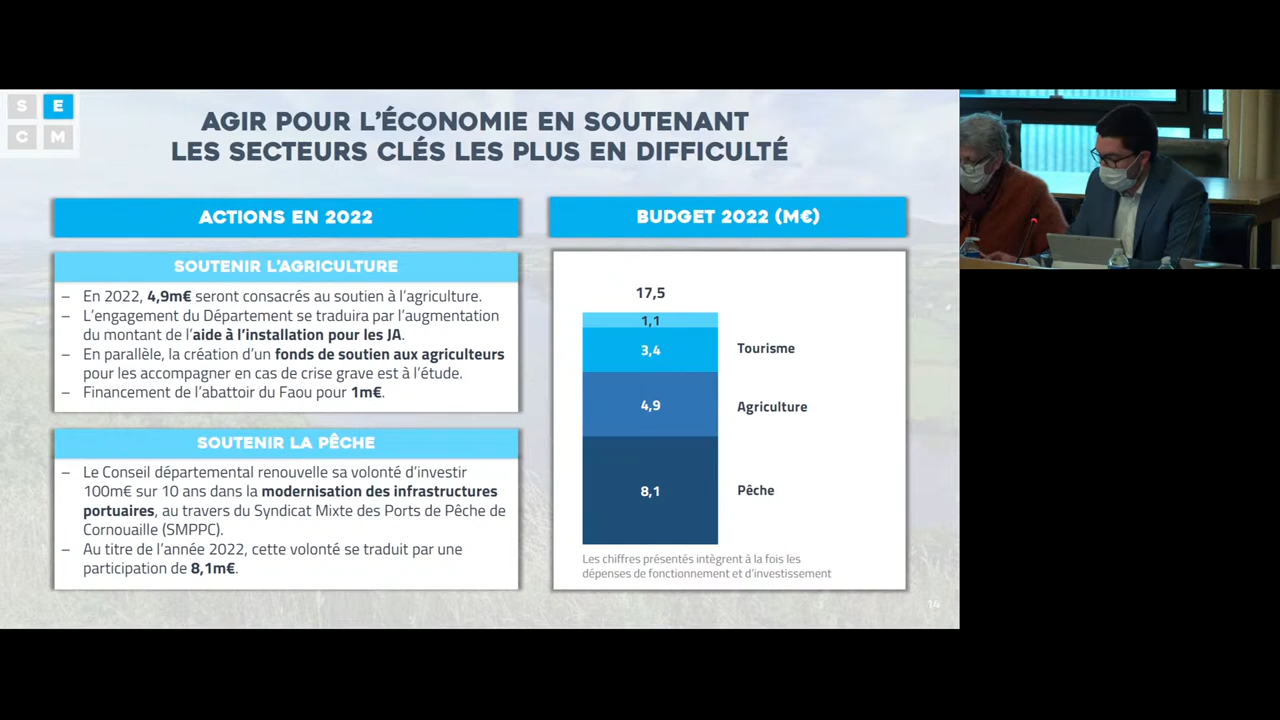 S E
C M
AGIR POUR L'ÉCONOMIE EN SOUTENANT
LES SECTEURS CLÉS LES PLUS EN DIFFICULTÉ
ACTIONS EN 2022
SOUTENIR L'AGRICULTURE
– En 2022, 4,9m€ seront consacrés au soutien à l'agriculture.
– L'engagement du Département se traduira par l'augmentation
du montant de l'aide à l'installation pour les JA.
– En parallèle, la création d'un fonds de soutien aux agriculteurs
pour les accompagner en cas de crise grave est à l'étude.
– Financement de l'abattoir du Faou pour 1m€.
SOUTENIR LA PÊCHE
– Le Conseil départemental renouvelle sa volonté d'investir
100m€ sur 10 ans dans la modernisation des infrastructures
portuaires, au travers du Syndicat Mixte des Ports de Pêche de
Cornouaille (SMPPC).
– Au titre de l'année 2022, cette volonté se traduit par une
participation de 8,1m€.
BUDGET 2022 (M€)
17,5
1,1
3,4 Tourisme
4,9 Agriculture
8,1 Pêche
Les chiffres présentés intègrent à la fois les
dépenses de fonctionnement et d'investissement
14